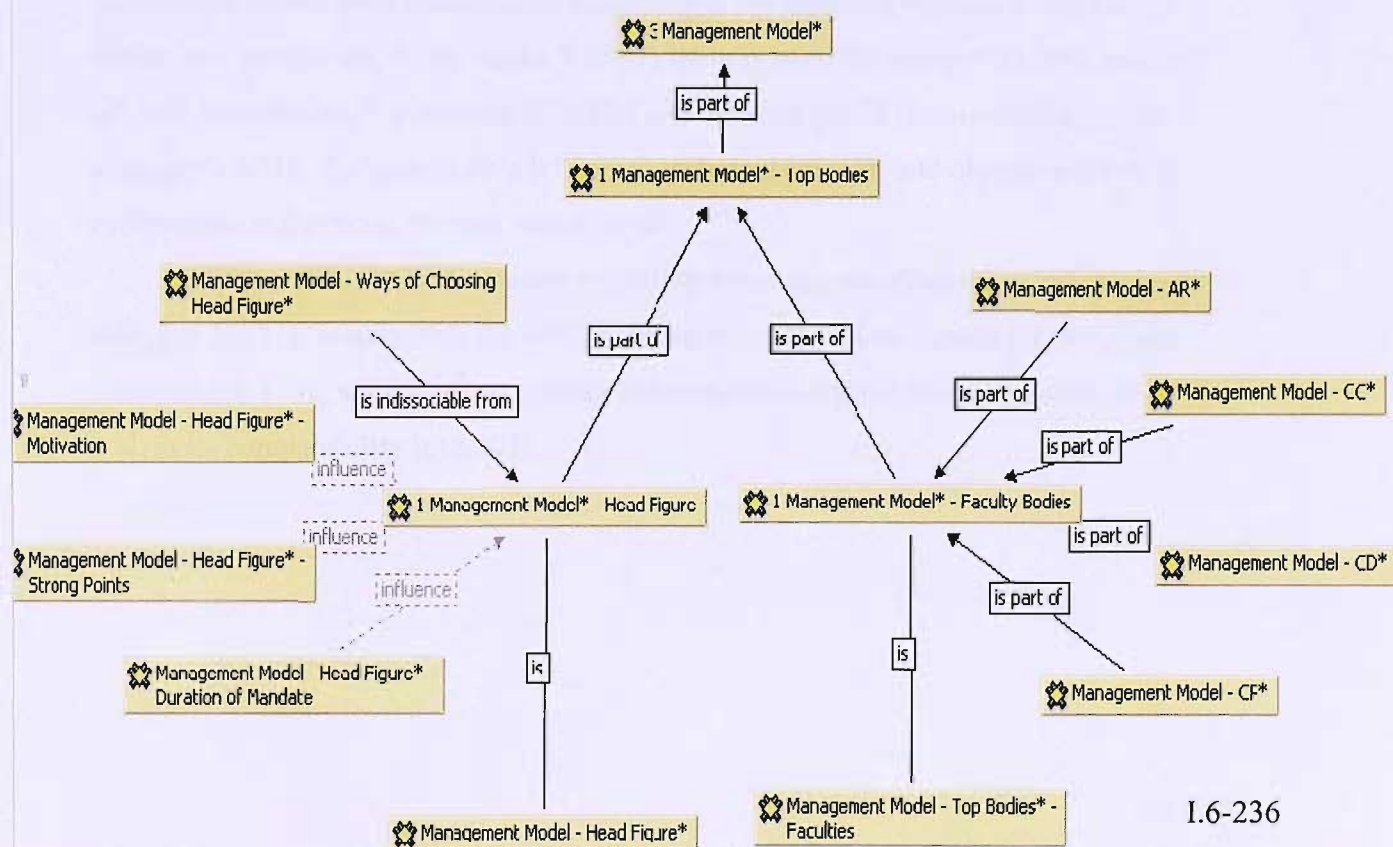 3 Management Model*
is part of
1 Management Model* - Top Bodies
Management Model - Ways of Choosing
Head Figure*
Management Model - AR*
is part of
is part of
is indissociable from
is part of
Management Model - CC*
Management Model - Head Figure* -
Motivation
is part of
influence
1 Management Model* Head Figure
1 Management Model* - Faculty Bodies
influence
is part of
Management Model - Head Figure* -
Strong Points
Management Model - CD*
influence
is part of
is
is
Management Model Head Figure*
Duration of Mandate
Management Model - CF*
Management Model - Top Bodies* -
Faculties
Management Model - Head Figure*
I.6-236